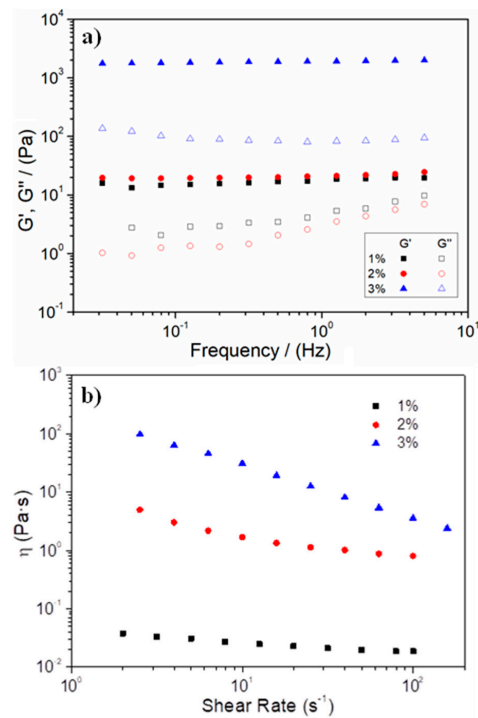 a)
10^4
10^3
10^2
10^1
10^0
10^-1
G', G'' / (Pa)
G' G''
1%
2%
3%
10^-1 10^0 10^1
Frequency / (Hz)
b)
10^3
10^2
10^1
10^0
10^-1
10^-2
η (Pa·s)
1%
2%
3%
10^0 10^1 10^2
Shear Rate (s^-1)